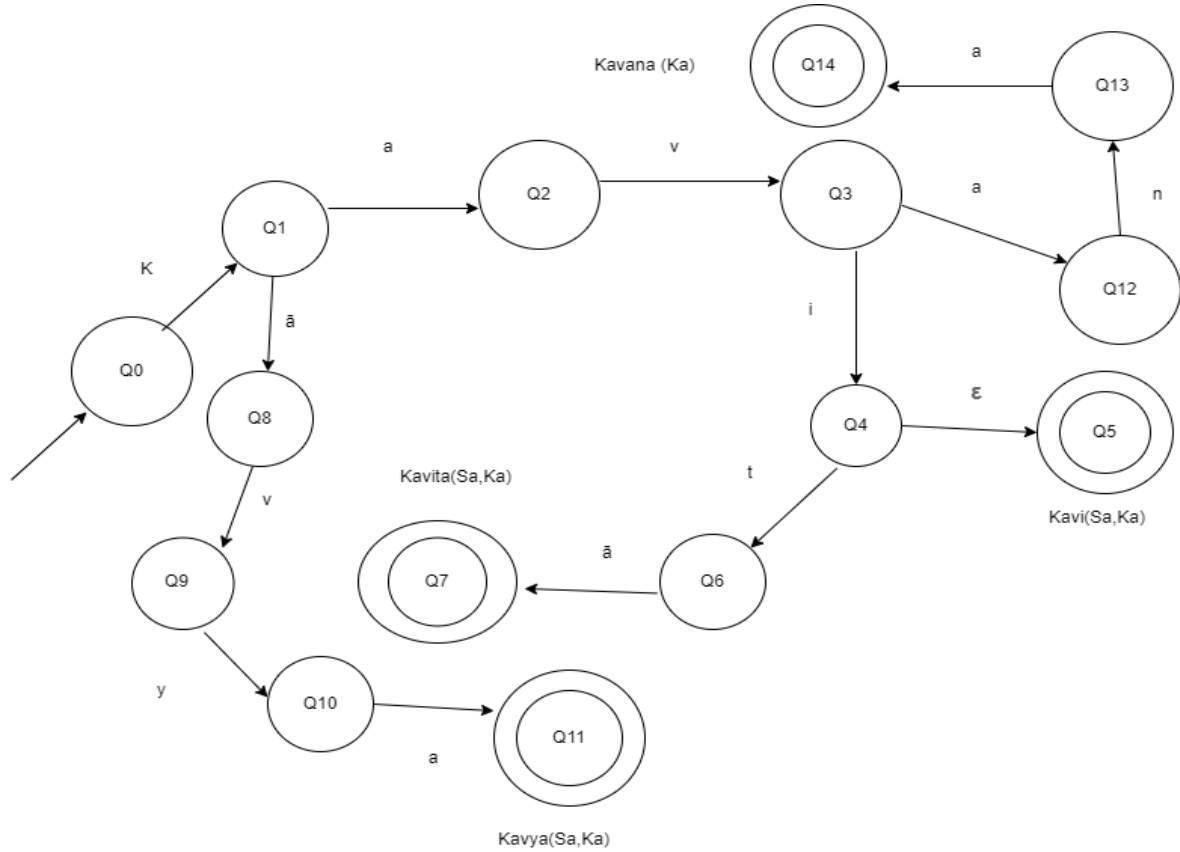 Kavana (Ka)
Q14
a
Q13
a
v
Q2
Q3
a
n
Q1
K
ā
i
Q12
Q0
Q8
Q4
ε
Q5
v
Kavita(Sa,Ka)
t
Kavi(Sa,Ka)
Q9
Q7
ā
Q6
y
Q10
a
Q11
Kavya(Sa,Ka)